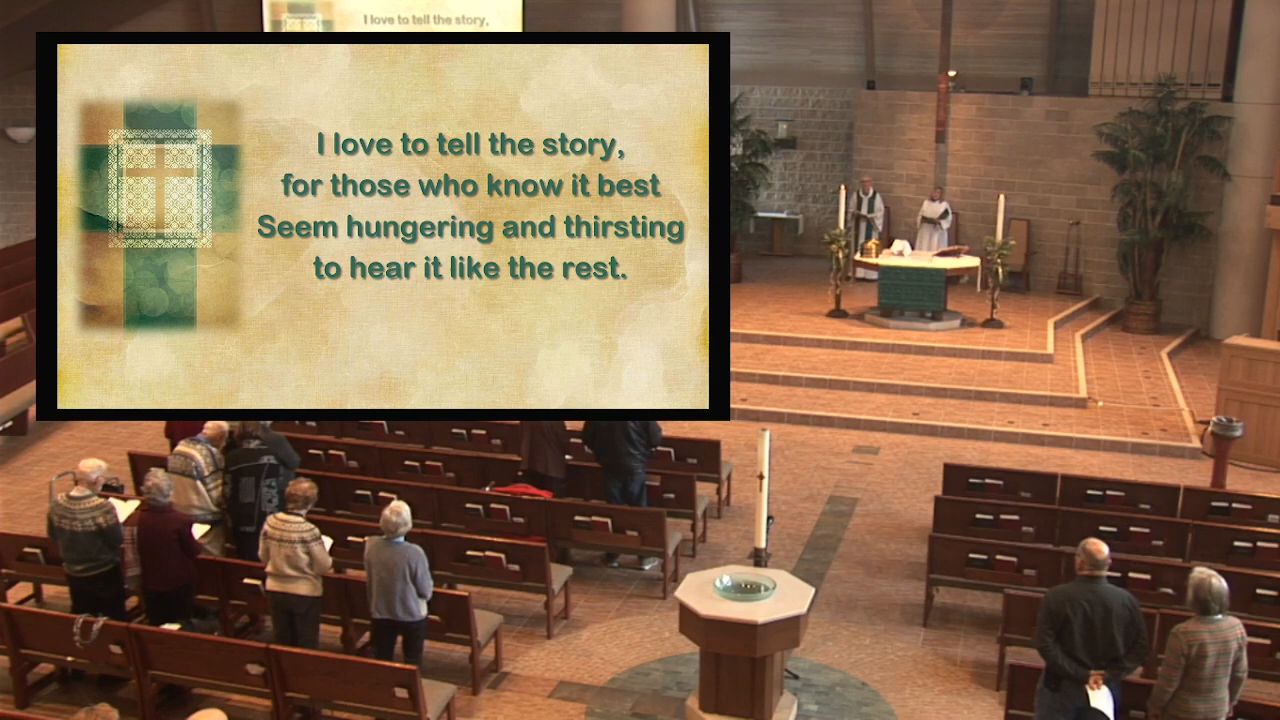 I love to tell the story,
I love to tell the story,
for those who know it best
Seem hungering and thirsting
to hear it like the rest.